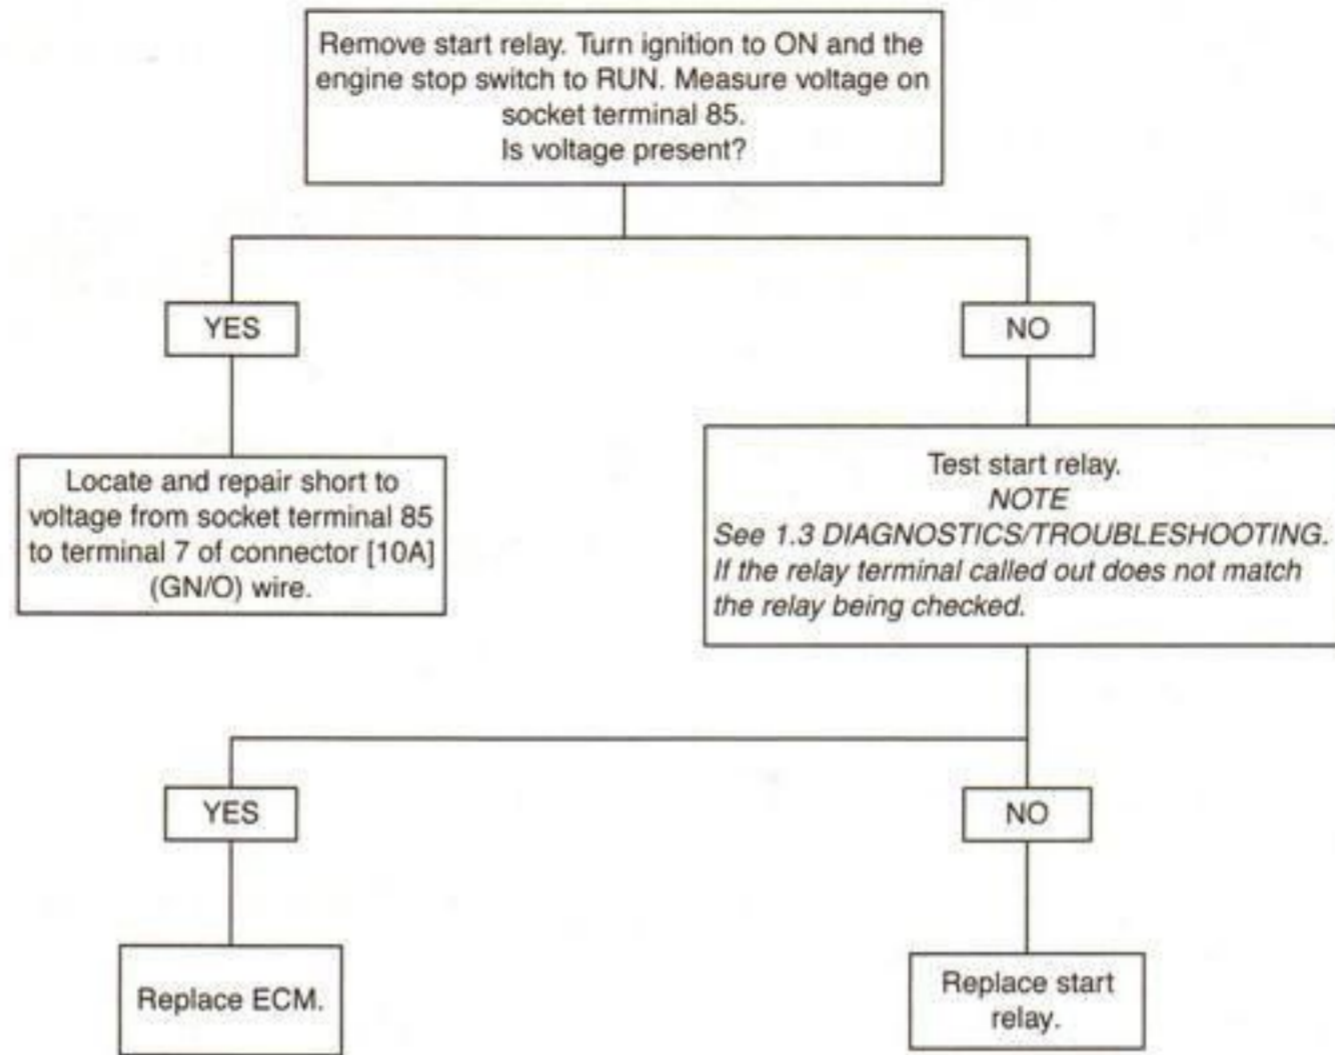 Remove start relay. Turn ignition to ON and the
engine stop switch to RUN. Measure voltage on
socket terminal 85.
Is voltage present?
YES
NO
Locate and repair short to
voltage from socket terminal 85
to terminal 7 of connector [10A]
(GN/O) wire.
Test start relay.
NOTE
See 1.3 DIAGNOSTICS/TROUBLESHOOTING.
If the relay terminal called out does not match
the relay being checked.
YES
NO
Replace ECM.
Replace start
relay.